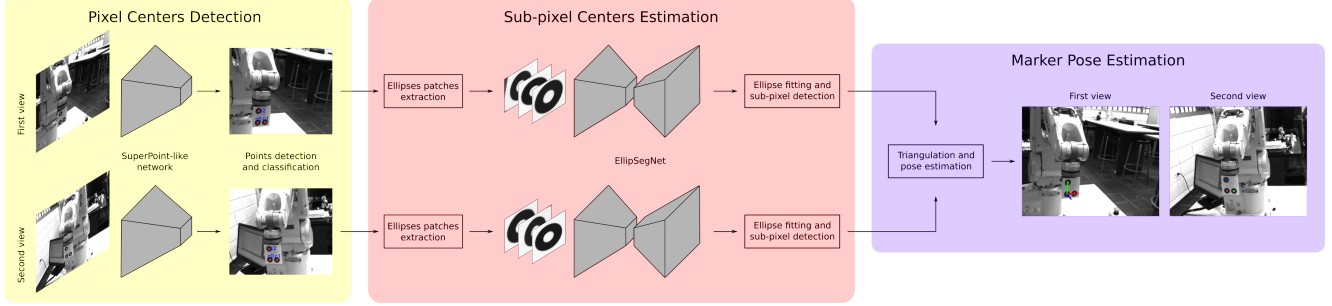 Pixel Centers Detection
First view
SuperPoint-like
network
Points detection
and classification
Second view
Sub-pixel Centers Estimation
Ellipses patches
extraction
Ellipse fitting and
sub-pixel detection
EllipSegNet
Ellipses patches
extraction
Ellipse fitting and
sub-pixel detection
Marker Pose Estimation
First view
Second view
Triangulation and
pose estimation